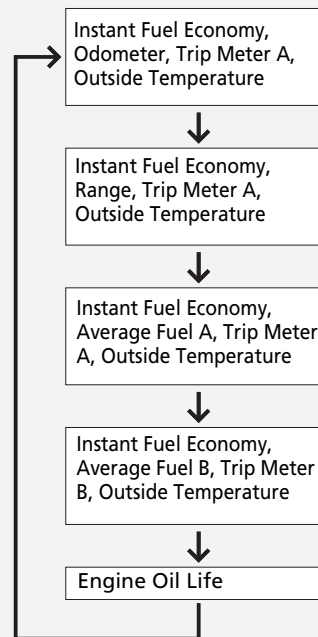 Instant Fuel Economy,
Odometer, Trip Meter A,
Outside Temperature
Instant Fuel Economy,
Range, Trip Meter A,
Outside Temperature
Instant Fuel Economy,
Average Fuel A, Trip Meter
A, Outside Temperature
Instant Fuel Economy,
Average Fuel B, Trip Meter
B, Outside Temperature
Engine Oil Life